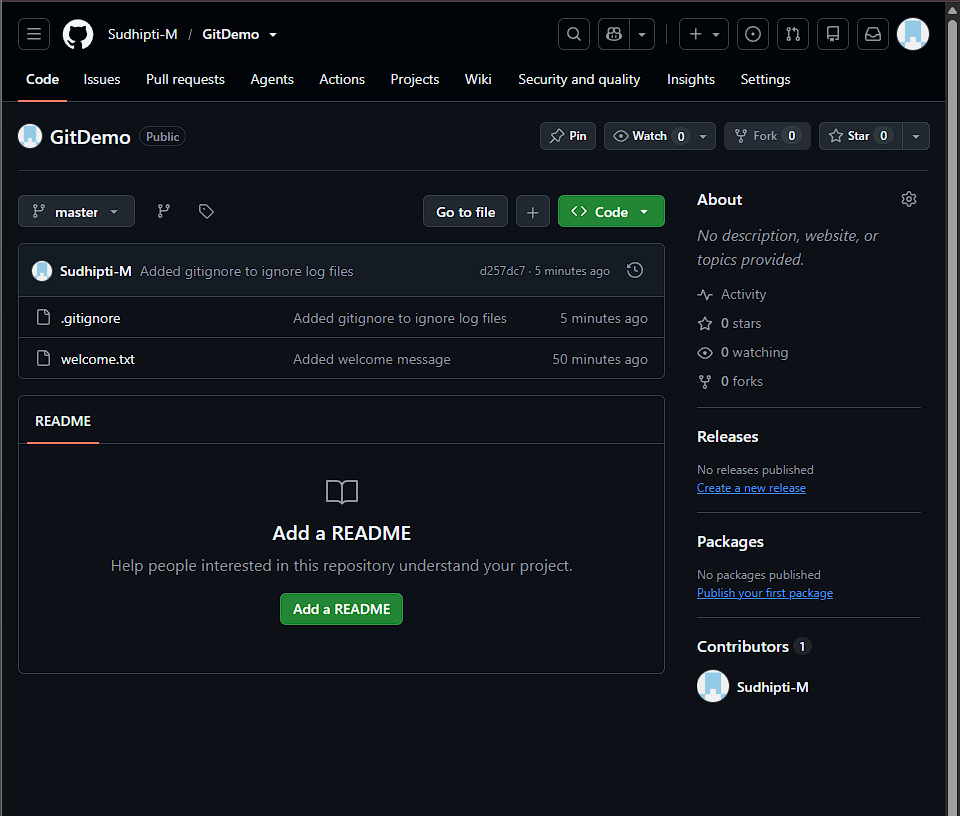 Sudhipti-M / GitDemo
Code Issues Pull requests Agents Actions Projects Wiki Security and quality Insights Settings
GitDemo Public Pin Watch 0 Fork 0 Star 0
master Go to file Code
Sudhipti-M Added gitignore to ignore log files d257dc7 · 5 minutes ago
.gitignore Added gitignore to ignore log files 5 minutes ago
welcome.txt Added welcome message 50 minutes ago
README
Add a README
Help people interested in this repository understand your project.
Add a README
About
No description, website, or
topics provided.
Activity
0 stars
0 watching
0 forks
Releases
No releases published
Create a new release
Packages
No packages published
Publish your first package
Contributors 1
Sudhipti-M